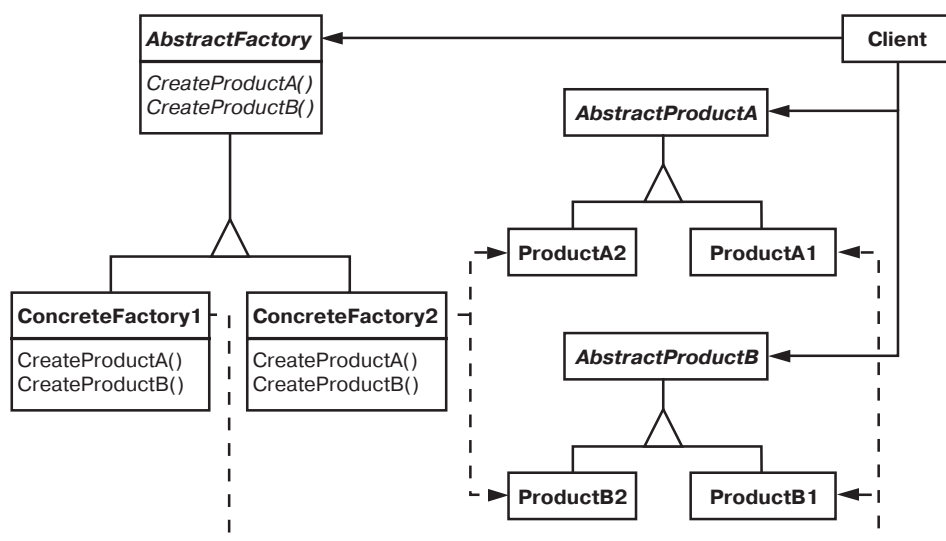 AbstractFactory
CreateProductA()
CreateProductB()
Client
AbstractProductA
ProductA2
ProductA1
ConcreteFactory1
CreateProductA()
CreateProductB()
ConcreteFactory2
CreateProductA()
CreateProductB()
AbstractProductB
ProductB2
ProductB1